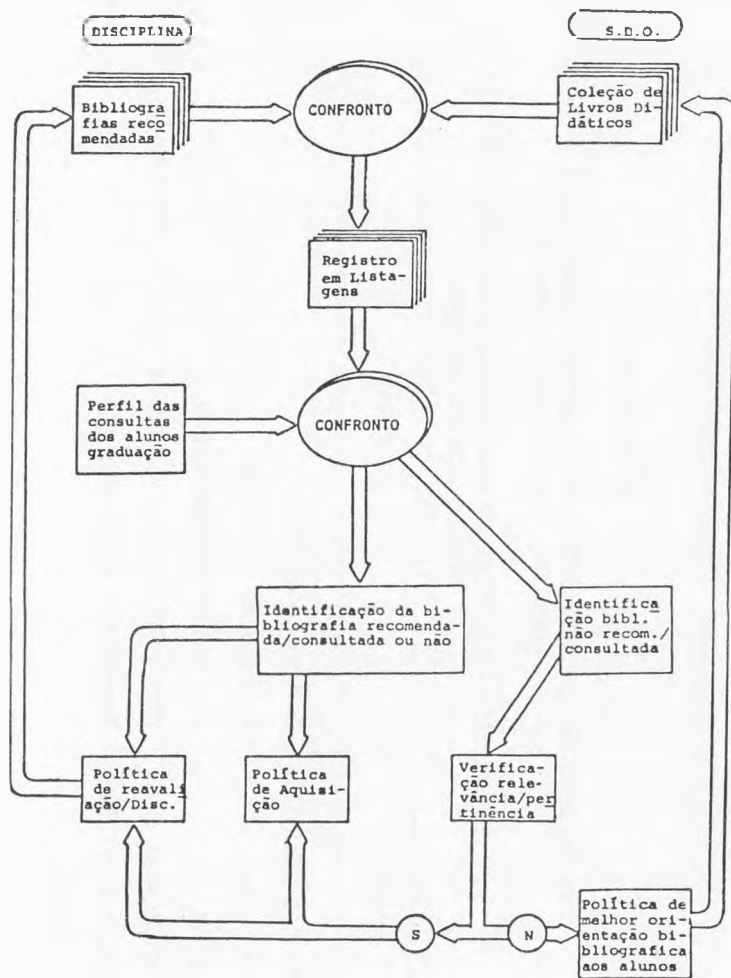 DISCIPLINA
S.D.O.
Bibliogra
fias reco
mendadas
CONFRONTO
Coleção de
Livros Di-
dáticos
Registro
em Lista-
gens
Perfil das
consultas
dos alunos
graduação
CONFRONTO
Identificação da bi-
bliografia recomen-
dada/consultada ou não
Identifica
ção bibl.
não recom./
consultada
Política
de reavali
ação/Disc.
Política
de Aquisi-
ção
Verifica-
ção rele-
vância/per
tinência
S
N
Política de
melhor ori-
entação bi-
bliografica
aos alunos